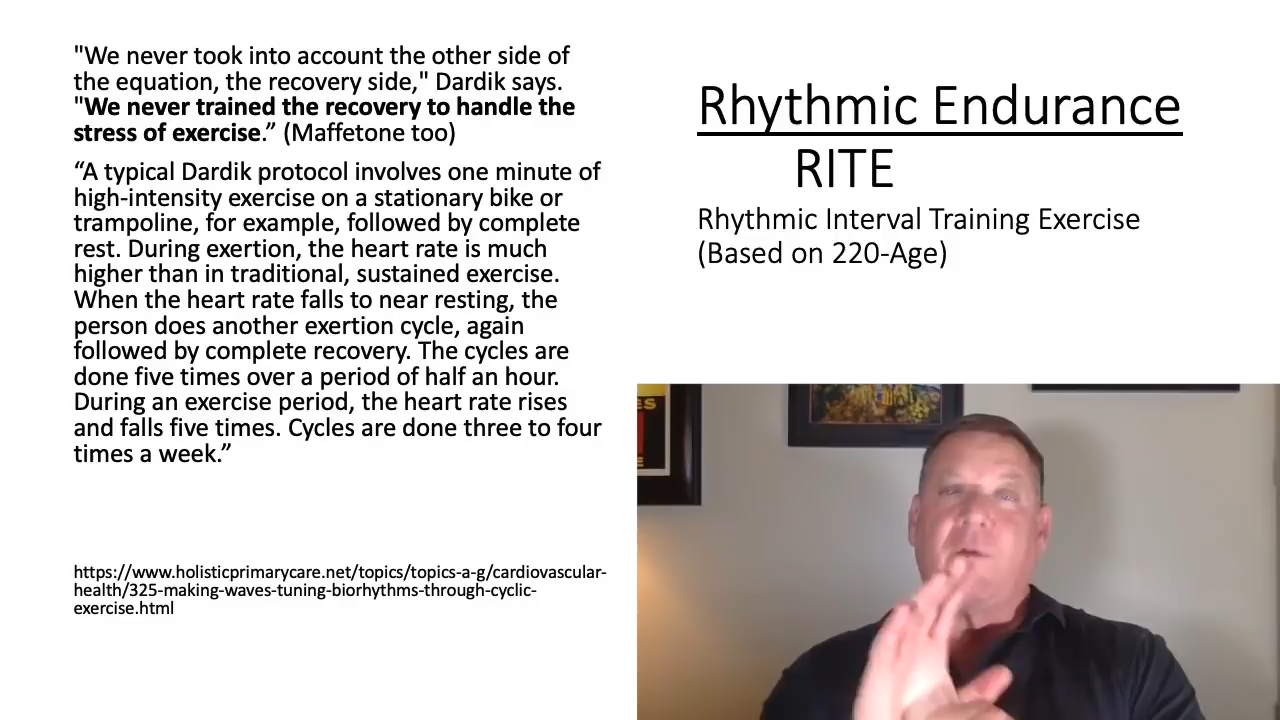 "We never took into account the other side of
the equation, the recovery side," Dardik says.
"We never trained the recovery to handle the
stress of exercise.” (Maffetone too)
“A typical Dardik protocol involves one minute of
high-intensity exercise on a stationary bike or
trampoline, for example, followed by complete
rest. During exertion, the heart rate is much
higher than in traditional, sustained exercise.
When the heart rate falls to near resting, the
person does another exertion cycle, again
followed by complete recovery. The cycles are
done five times over a period of half an hour.
During an exercise period, the heart rate rises
and falls five times. Cycles are done three to four
times a week.”
https://www.holisticprimarycare.net/topics/topics-a-g/cardiovascular-
health/325-making-waves-tuning-biorhythms-through-cyclic-
exercise.html
Rhythmic Endurance
RITE
Rhythmic Interval Training Exercise
(Based on 220-Age)